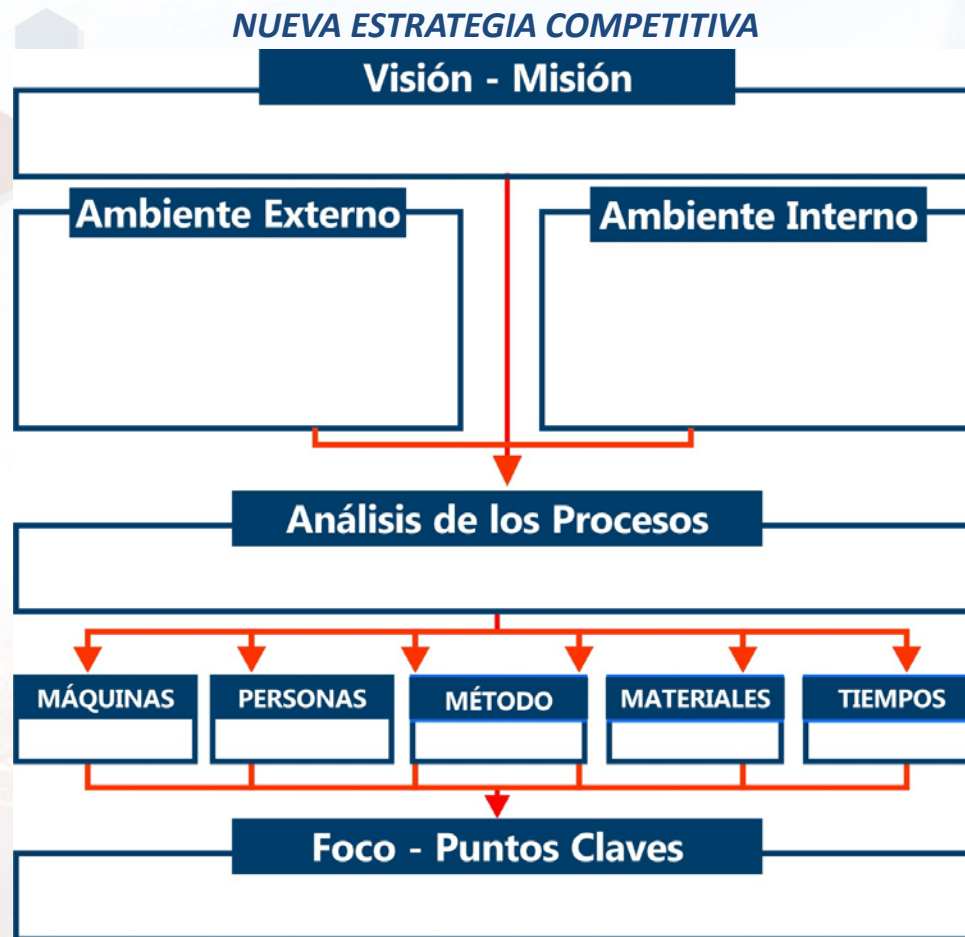 NUEVA ESTRATEGIA COMPETITIVA
Visión - Misión
Ambiente Externo
Ambiente Interno
Análisis de los Procesos
MÁQUINAS
PERSONAS
MÉTODO
MATERIALES
TIEMPOS
Foco - Puntos Claves